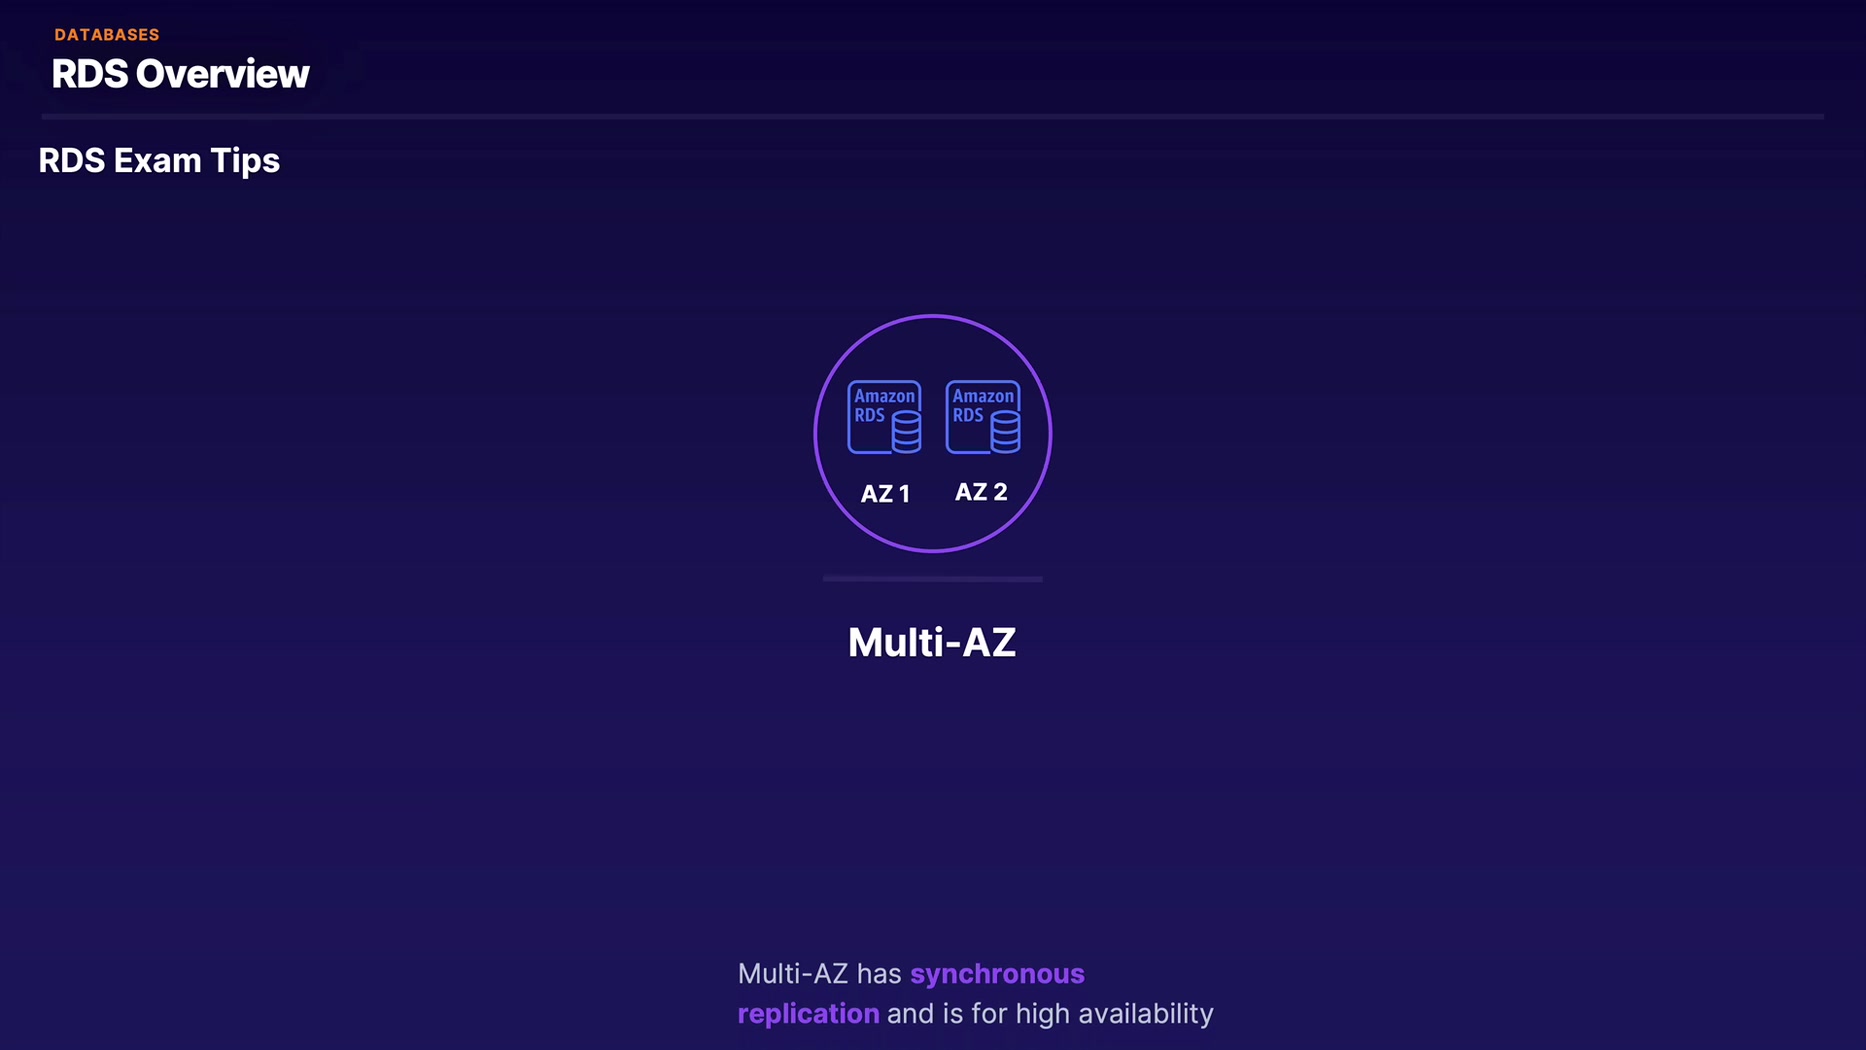 DATABASES
RDS Overview
RDS Exam Tips
Amazon
RDS
Amazon
RDS
AZ 1
AZ 2
Multi-AZ
Multi-AZ has synchronous
replication and is for high availability